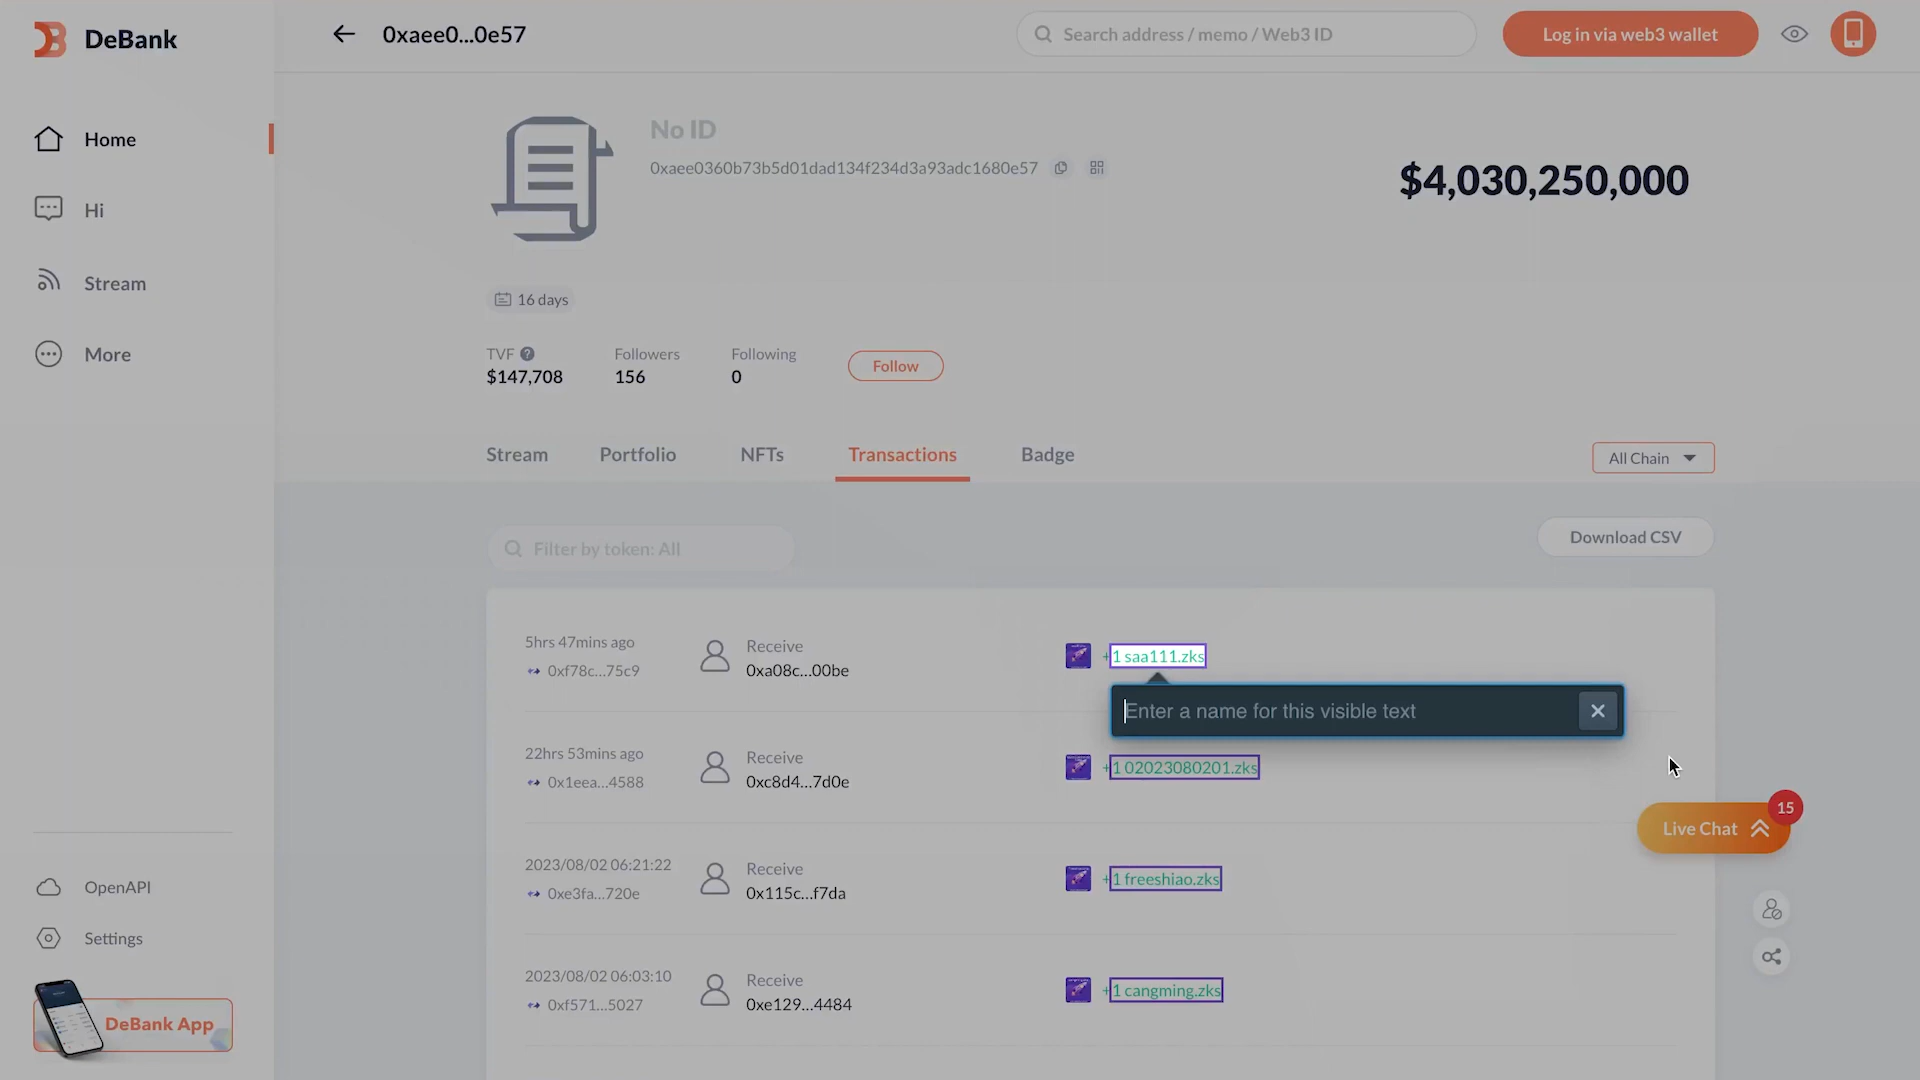 DeBank
0xaee0...0e57
Search address / memo / Web3 ID
Log in via web3 wallet
Home
Hi
Stream
More
No ID
0xaee0360b73b5d01dad134f234d3a93adc1680e57
$4,030,250,000
16 days
TVF ?
$147,708
Followers
156
Following
0
Follow
Stream
Portfolio
NFTs
Transactions
Badge
All Chain
Filter by token: All
Download CSV
5hrs 47mins ago
0xf78c...75c9
Receive
0xa08c...00be
+1 saa111.zks
Enter a name for this visible text
22hrs 53mins ago
0x1eea...4588
Receive
0xc8d4...7d0e
+1 02023080201.zks
15
Live Chat
2023/08/02 06:21:22
0xe3fa...720e
Receive
0x115c...f7da
+1 freeshiao.zks
2023/08/02 06:03:10
0xf571...5027
Receive
0xe129...4484
+1 cangming.zks
OpenAPI
Settings
DeBank App